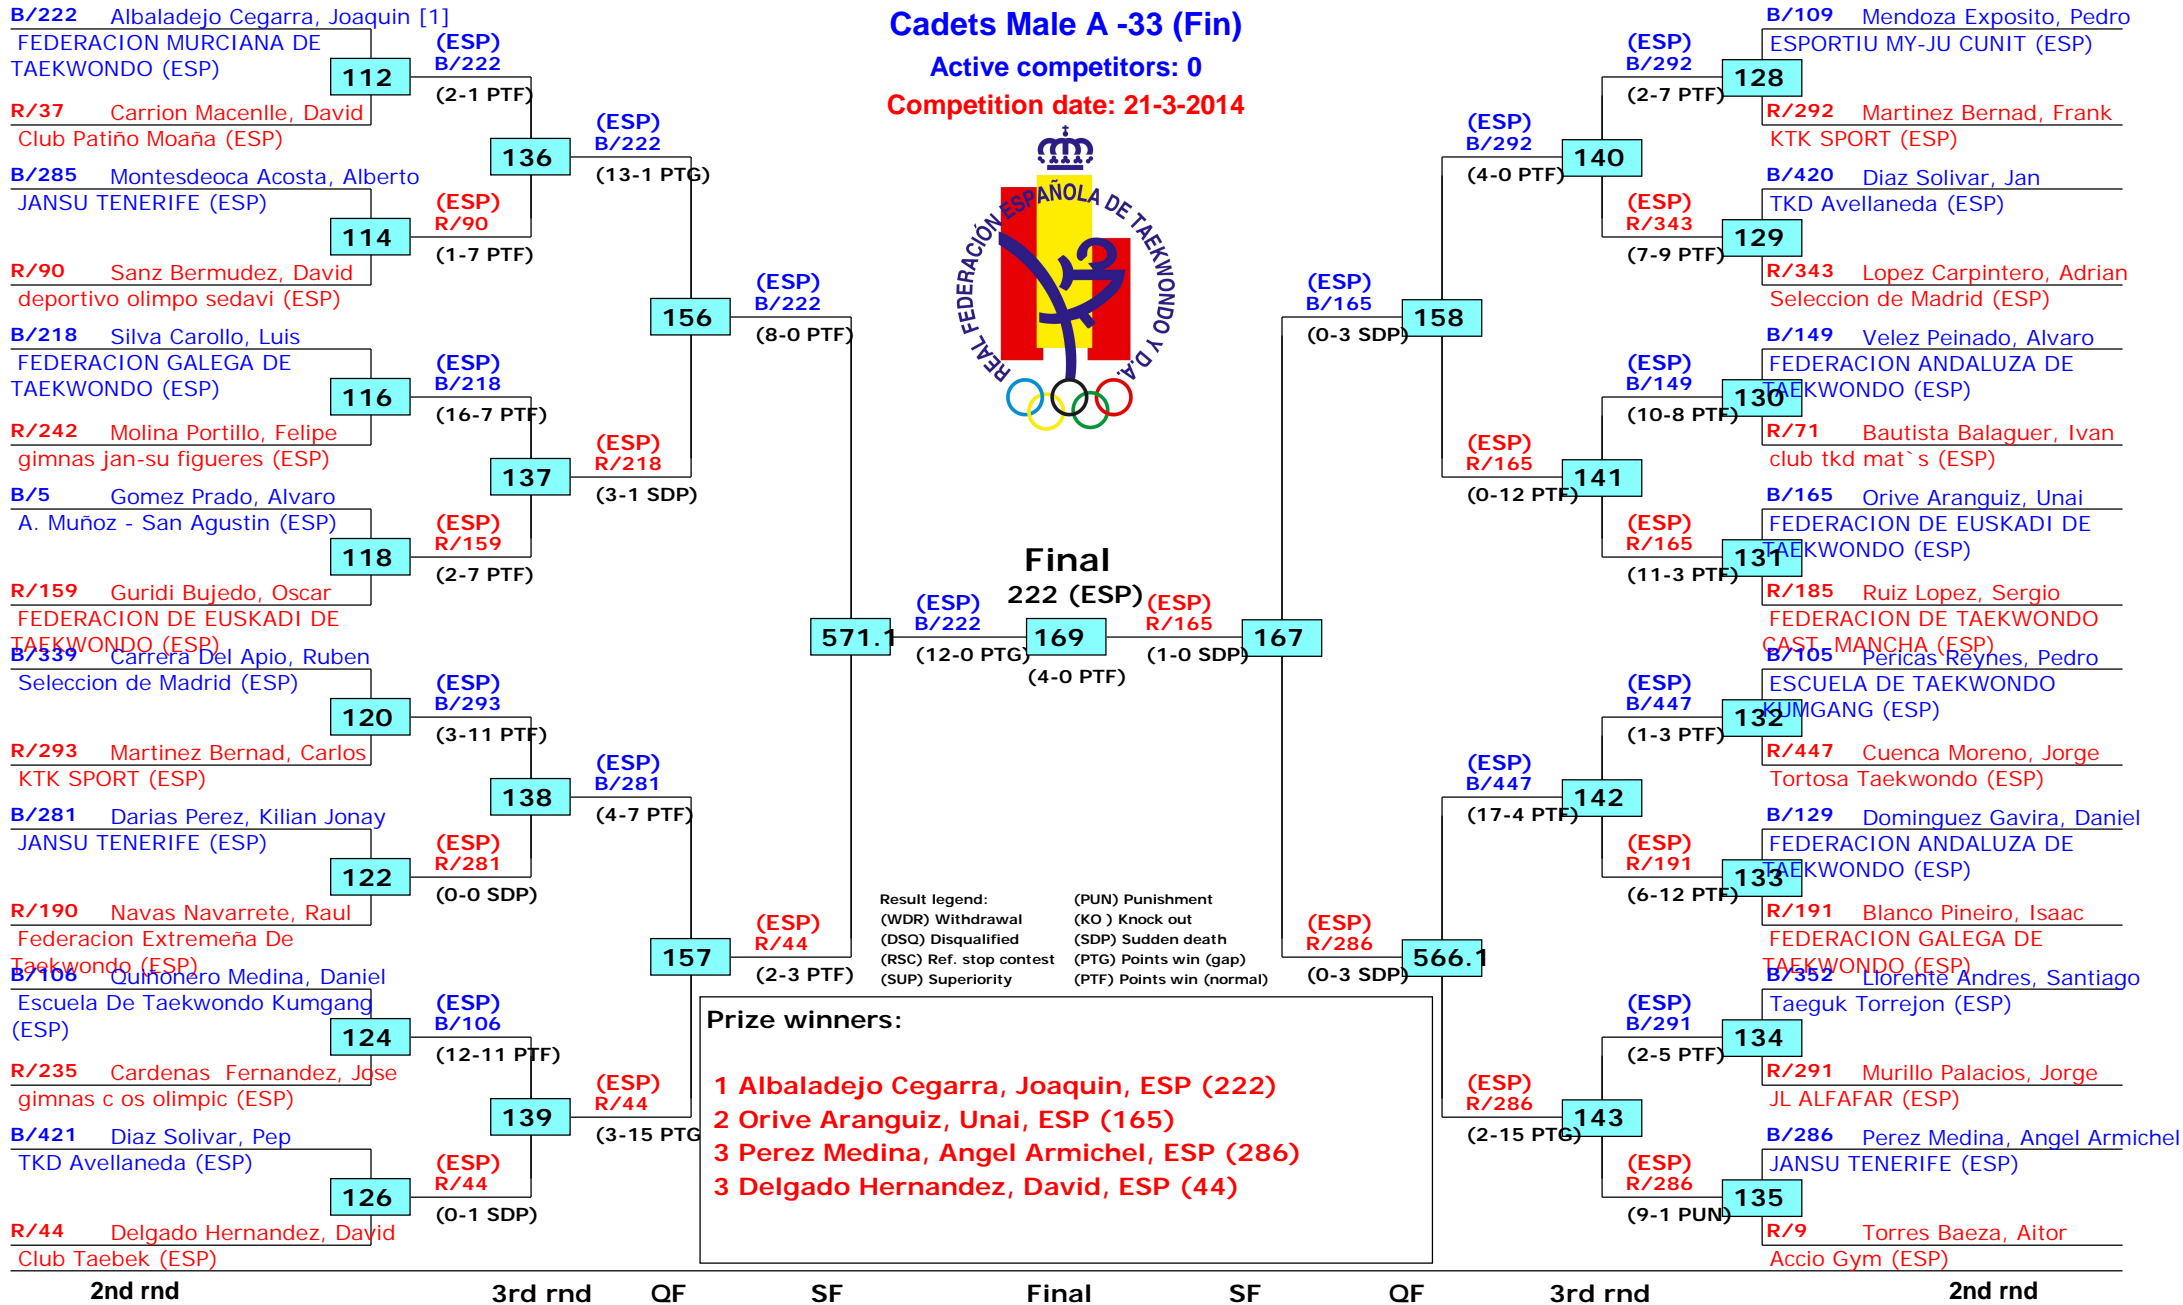 Cadets Male A -33 (Fin)
Active competitors: 0
Competition date: 21-3-2014
REAL FEDERACIÓN ESPAÑOLA DE TAEKWONDO Y D.A.
B/222 Albaladejo Cegarra, Joaquin [1]
FEDERACION MURCIANA DE
TAEKWONDO (ESP)
112
R/37 Carrion Macenlle, David
Club Patiño Moaña (ESP)
B/285 Montesdeoca Acosta, Alberto
JANSU TENERIFE (ESP)
114
R/90 Sanz Bermudez, David
deportivo olimpo sedavi (ESP)
B/218 Silva Carollo, Luis
FEDERACION GALEGA DE
TAEKWONDO (ESP)
116
R/242 Molina Portillo, Felipe
gimnas jan-su figueres (ESP)
B/5 Gomez Prado, Alvaro
A. Muñoz - San Agustin (ESP)
118
R/159 Guridi Bujedo, Oscar
FEDERACION DE EUSKADI DE
TAEKWONDO (ESP)
B/339 Carrera Del Apio, Ruben
Seleccion de Madrid (ESP)
120
R/293 Martinez Bernad, Carlos
KTK SPORT (ESP)
B/281 Darias Perez, Kilian Jonay
JANSU TENERIFE (ESP)
122
R/190 Navas Navarrete, Raul
Federacion Extremeña De
Taekwondo (ESP)
B/106 Quiñonero Medina, Daniel
Escuela De Taekwondo Kumgang
(ESP)
124
R/235 Cardenas  Fernandez, Jose
gimnas c os olimpic (ESP)
B/421 Diaz Solivar, Pep
TKD Avellaneda (ESP)
126
R/44 Delgado Hernandez, David
Club Taebek (ESP)
(ESP)
B/222
(2-1 PTF)
136
(ESP)
R/90
(1-7 PTF)
(ESP)
B/218
(16-7 PTF)
137
(ESP)
R/159
(2-7 PTF)
(ESP)
B/293
(3-11 PTF)
138
(ESP)
R/281
(0-0 SDP)
(ESP)
B/106
(12-11 PTF)
139
(ESP)
R/44
(0-1 SDP)
(ESP)
B/222
(13-1 PTG)
156
(ESP)
R/218
(3-1 SDP)
(ESP)
B/281
(4-7 PTF)
157
(ESP)
R/44
(3-15 PTG
(ESP)
B/222
(8-0 PTF)
571.1
(ESP)
R/44
(2-3 PTF)
(ESP)
B/222
(12-0 PTG)
Final
222 (ESP)
169
(4-0 PTF)
(ESP)
R/165
(1-0 SDP)
167
(ESP)
B/165
(0-3 SDP)
158
(ESP)
R/286
(0-3 SDP)
566.1
(ESP)
B/292
(4-0 PTF)
140
(ESP)
R/165
(0-12 PTF)
141
(ESP)
B/447
(17-4 PTF)
142
(ESP)
R/286
(2-15 PTG)
143
(ESP)
B/292
(2-7 PTF)
(ESP)
R/343
(7-9 PTF)
(ESP)
B/149
(10-8 PTF)
(ESP)
R/165
(11-3 PTF)
(ESP)
B/447
(1-3 PTF)
(ESP)
R/191
(6-12 PTF)
(ESP)
B/291
(2-5 PTF)
(ESP)
R/286
(9-1 PUN)
B/109 Mendoza Exposito, Pedro
ESPORTIU MY-JU CUNIT (ESP)
128
R/292 Martinez Bernad, Frank
KTK SPORT (ESP)
B/420 Diaz Solivar, Jan
TKD Avellaneda (ESP)
129
R/343 Lopez Carpintero, Adrian
Seleccion de Madrid (ESP)
B/149 Velez Peinado, Alvaro
FEDERACION ANDALUZA DE
TAEKWONDO (ESP)
130
R/71 Bautista Balaguer, Ivan
club tkd mat`s (ESP)
B/165 Orive Aranguiz, Unai
FEDERACION DE EUSKADI DE
TAEKWONDO (ESP)
131
R/185 Ruiz Lopez, Sergio
FEDERACION DE TAEKWONDO
CAST. MANCHA (ESP)
B/105 Pericas Reynes, Pedro
ESCUELA DE TAEKWONDO
KUMGANG (ESP)
132
R/447 Cuenca Moreno, Jorge
Tortosa Taekwondo (ESP)
B/129 Dominguez Gavira, Daniel
FEDERACION ANDALUZA DE
TAEKWONDO (ESP)
133
R/191 Blanco Pineiro, Isaac
FEDERACION GALEGA DE
TAEKWONDO (ESP)
B/352 Llorente Andres, Santiago
Taeguk Torrejon (ESP)
134
R/291 Murillo Palacios, Jorge
JL ALFAFAR (ESP)
B/286 Perez Medina, Angel Armichel
JANSU TENERIFE (ESP)
135
R/9 Torres Baeza, Aitor
Accio Gym (ESP)
Result legend: (PUN) Punishment
(WDR) Withdrawal (KO ) Knock out
(DSQ) Disqualified (SDP) Sudden death
(RSC) Ref. stop contest (PTG) Points win (gap)
(SUP) Superiority (PTF) Points win (normal)
Prize winners:
1 Albaladejo Cegarra, Joaquin, ESP (222)
2 Orive Aranguiz, Unai, ESP (165)
3 Perez Medina, Angel Armichel, ESP (286)
3 Delgado Hernandez, David, ESP (44)
2nd rnd 3rd rnd QF SF Final SF QF 3rd rnd 2nd rnd